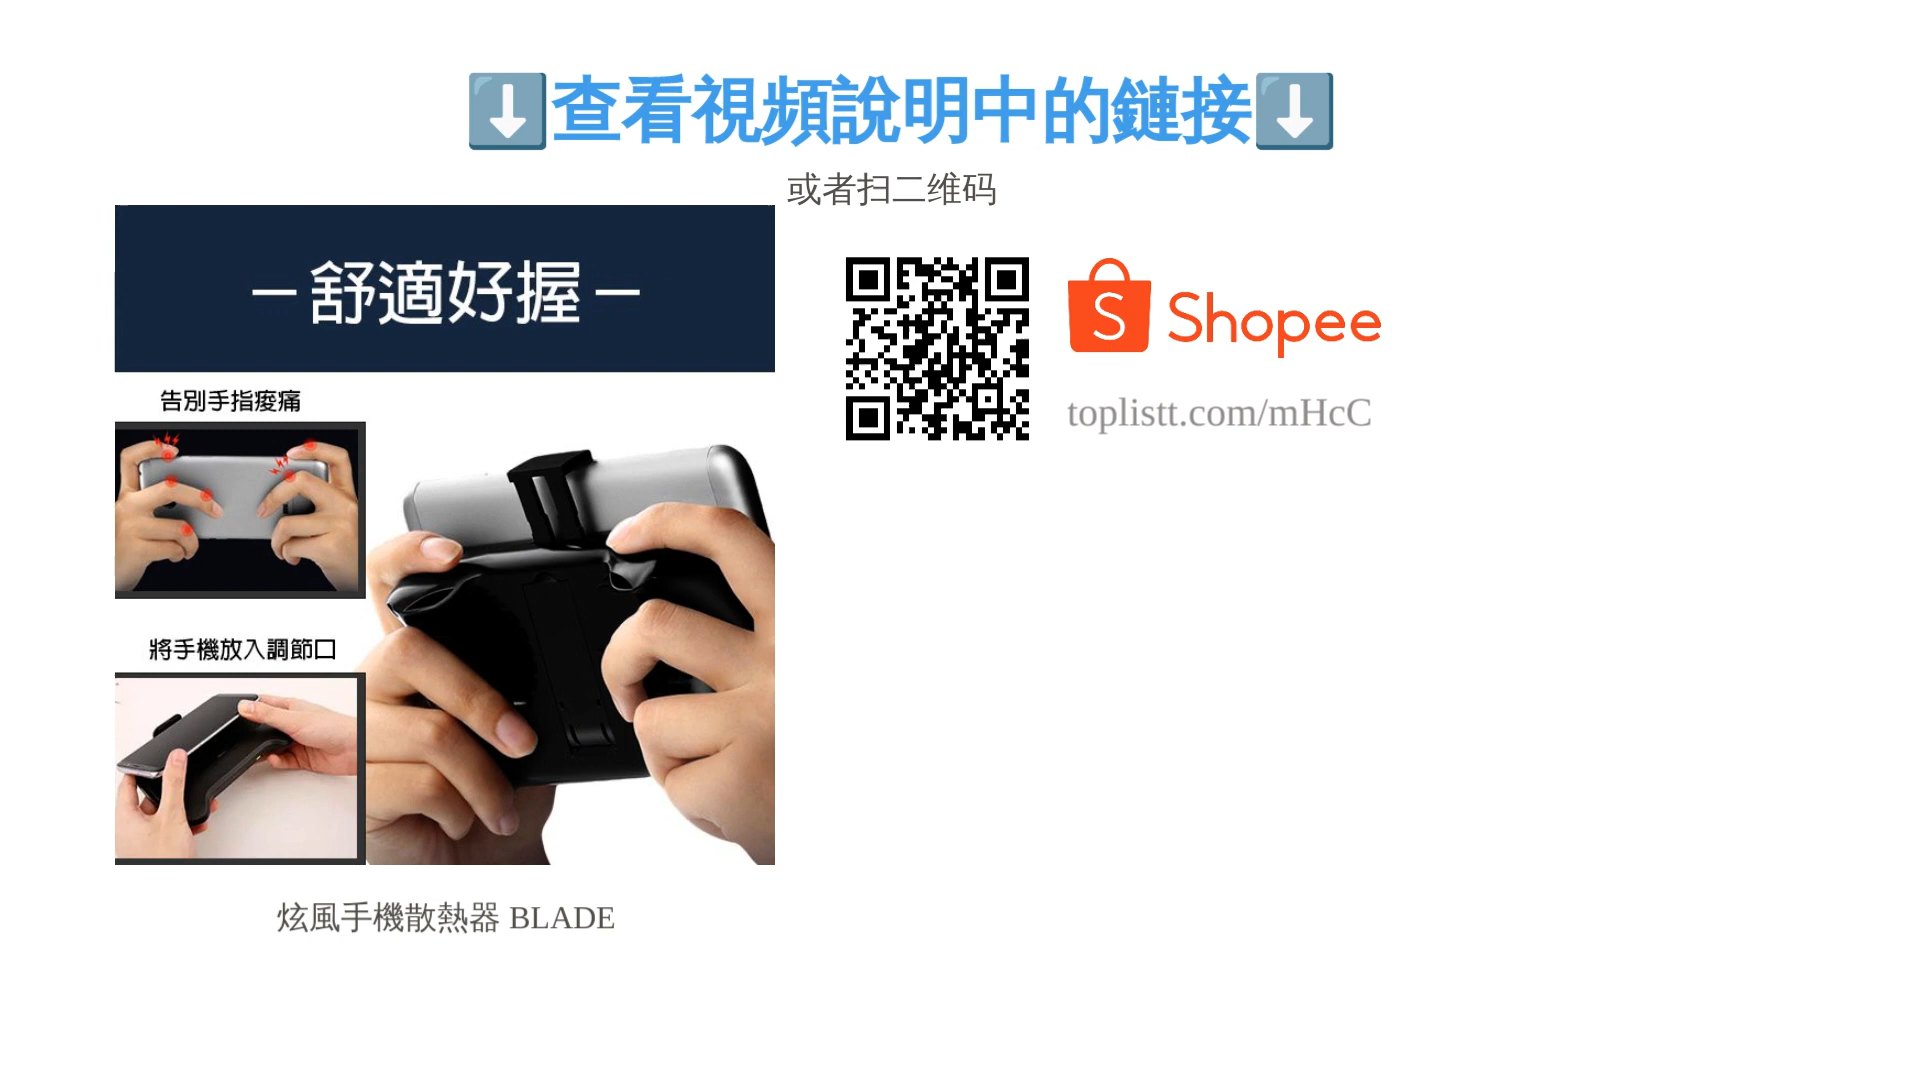 ⬇️查看視頻說明中的鏈接⬇️
或者扫二维码
－舒適好握－
告別手指痠痛
將手機放入調節口
Shopee
toplistt.com/mHcC
炫風手機散熱器 BLADE